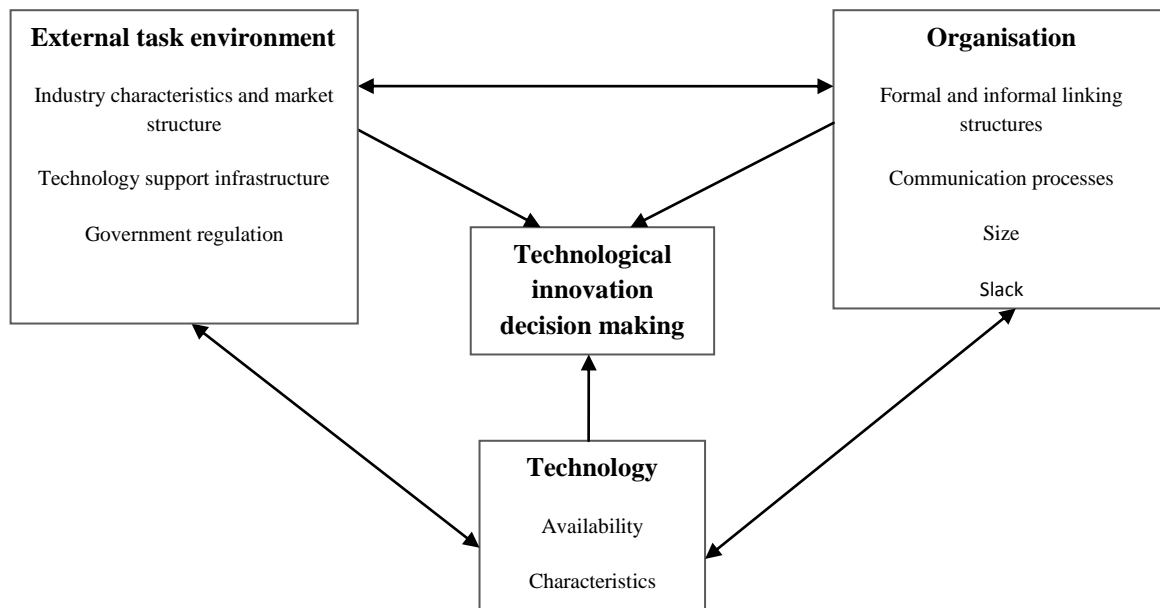 External task environment
Industry characteristics and market
structure
Technology support infrastructure
Government regulation
Organisation
Formal and informal linking
structures
Communication processes
Size
Slack
Technological
innovation
decision making
Technology
Availability
Characteristics